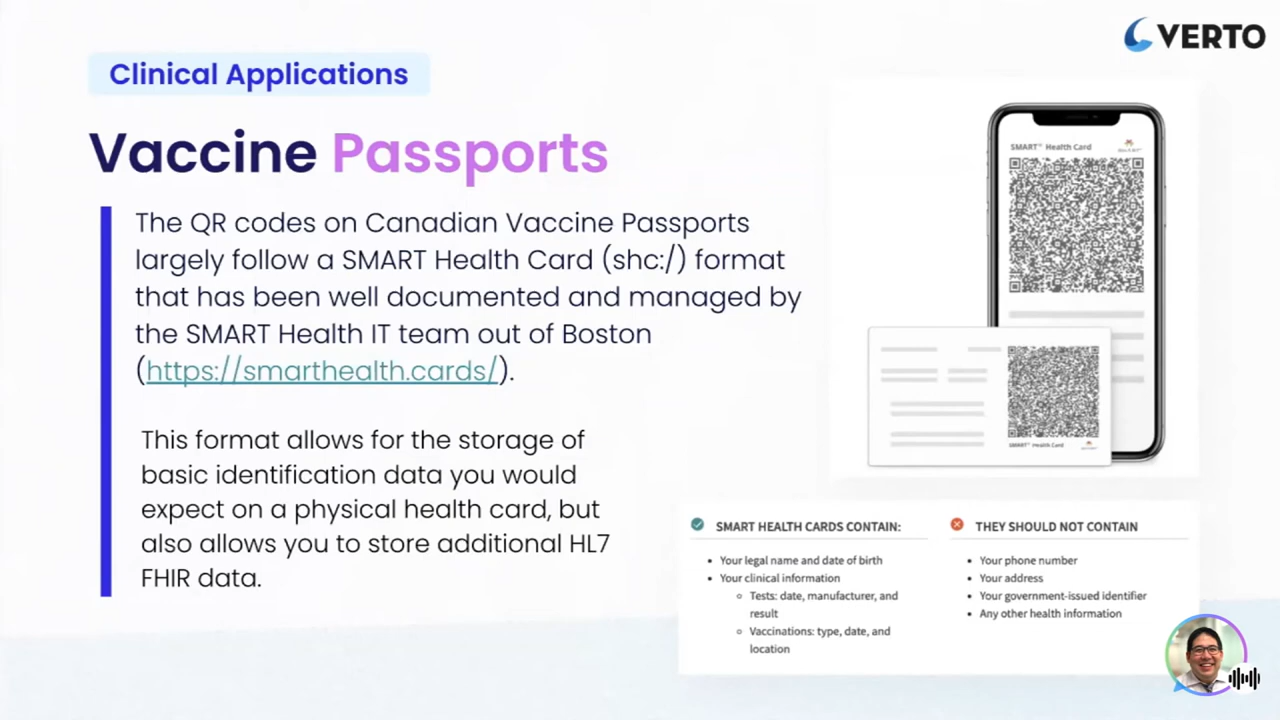 VERTO
Clinical Applications
Vaccine Passports
The QR codes on Canadian Vaccine Passports
largely follow a SMART Health Card (shc:/) format
that has been well documented and managed by
the SMART Health IT team out of Boston
(https://smarthealth.cards/).
This format allows for the storage of
basic identification data you would
expect on a physical health card, but
also allows you to store additional HL7
FHIR data.
SMART® Health Card
SMART® Health Card
SMART HEALTH CARDS CONTAIN:
• Your legal name and date of birth
• Your clinical information
○ Tests: date, manufacturer, and
result
○ Vaccinations: type, date, and
location
THEY SHOULD NOT CONTAIN
• Your phone number
• Your address
• Your government-issued identifier
• Any other health information